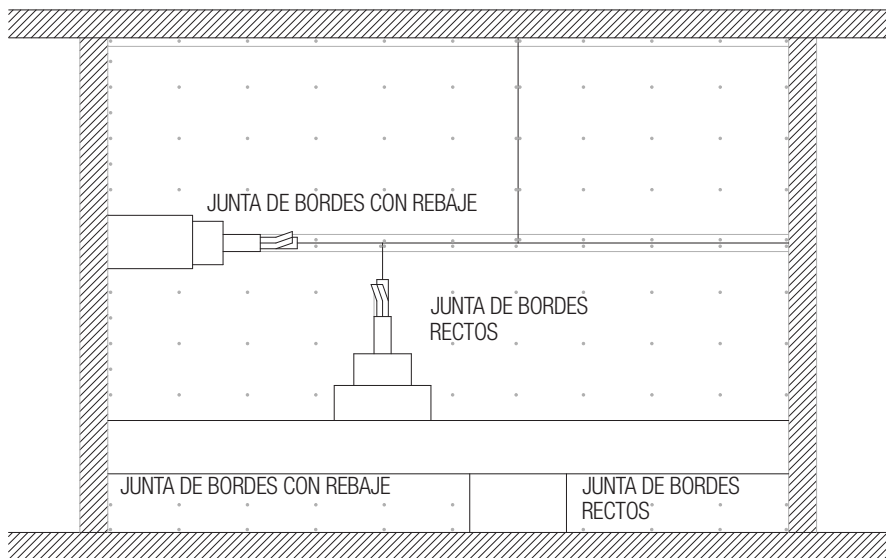 JUNTA DE BORDES CON REBAJE
JUNTA DE BORDES
RECTOS
JUNTA DE BORDES CON REBAJE
JUNTA DE BORDES
RECTOS